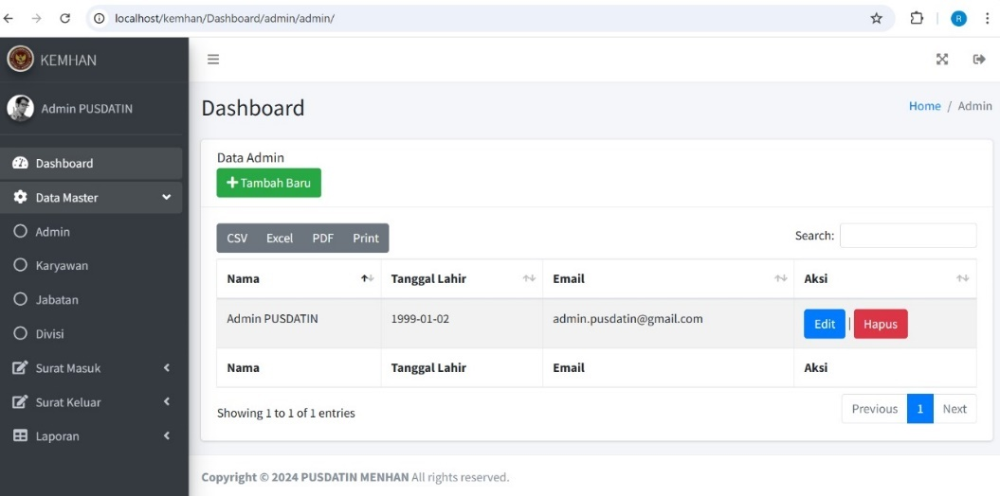 localhost/kemhan/Dashboard/admin/admin/
R
KEMHAN
Admin PUSDATIN
Dashboard
Data Master
Admin
Karyawan
Jabatan
Divisi
Surat Masuk
Surat Keluar
Laporan
Dashboard
Home / Admin
Data Admin
+ Tambah Baru
CSV Excel PDF Print
Search:
Nama Tanggal Lahir Email Aksi
Admin PUSDATIN 1999-01-02 admin.pusdatin@gmail.com Edit | Hapus
Nama Tanggal Lahir Email Aksi
Showing 1 to 1 of 1 entries
Previous 1 Next
Copyright © 2024 PUSDATIN MENHAN All rights reserved.